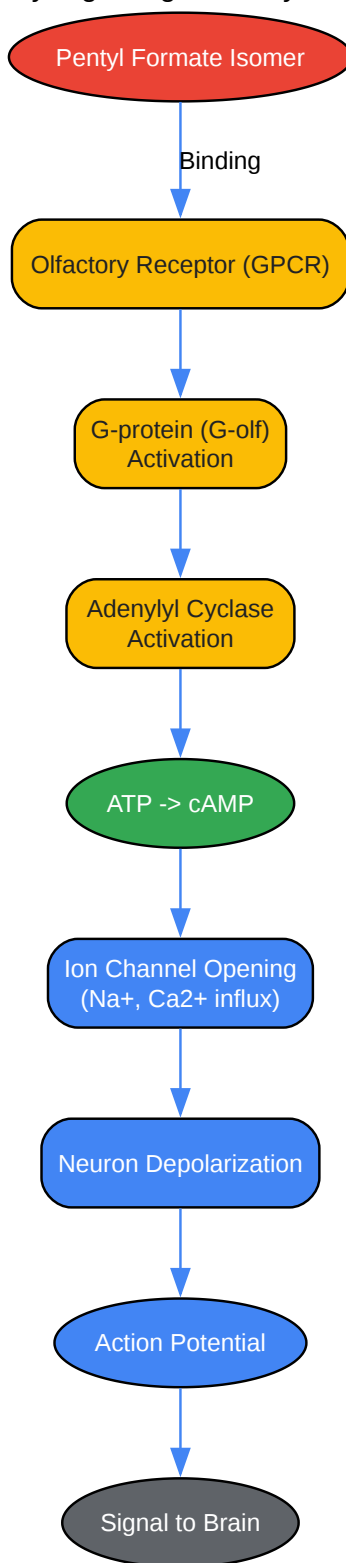 Pentyl Formate Isomer
Binding
Olfactory Receptor (GPCR)
G-protein (G-olf)
Activation
Adenylyl Cyclase
Activation
ATP -> cAMP
Ion Channel Opening
(Na+, Ca2+ influx)
Neuron Depolarization
Action Potential
Signal to Brain